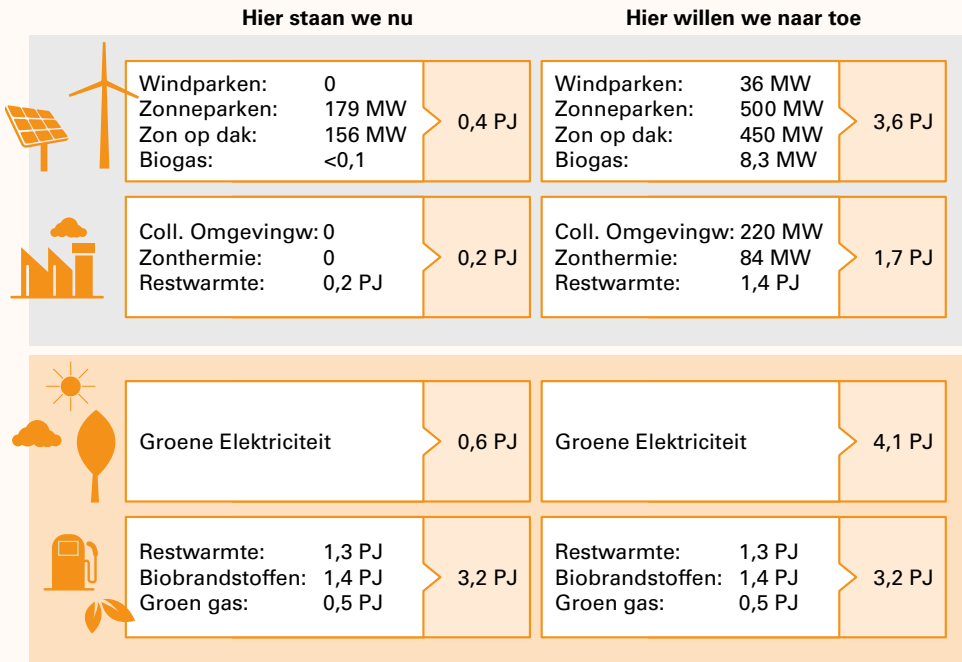 Hier staan we nu
Hier willen we naar toe
Windparken: 0
Zonneparken: 179 MW
Zon op dak: 156 MW
Biogas: <0,1
0,4 PJ
Windparken: 36 MW
Zonneparken: 500 MW
Zon op dak: 450 MW
Biogas: 8,3 MW
3,6 PJ
Coll. Omgevingw: 0
Zonthermie: 0
Restwarmte: 0,2 PJ
0,2 PJ
Coll. Omgevingw: 220 MW
Zonthermie: 84 MW
Restwarmte: 1,4 PJ
1,7 PJ
Groene Elektriciteit
0,6 PJ
Groene Elektriciteit
4,1 PJ
Restwarmte: 1,3 PJ
Biobrandstoffen: 1,4 PJ
Groen gas: 0,5 PJ
3,2 PJ
Restwarmte: 1,3 PJ
Biobrandstoffen: 1,4 PJ
Groen gas: 0,5 PJ
3,2 PJ